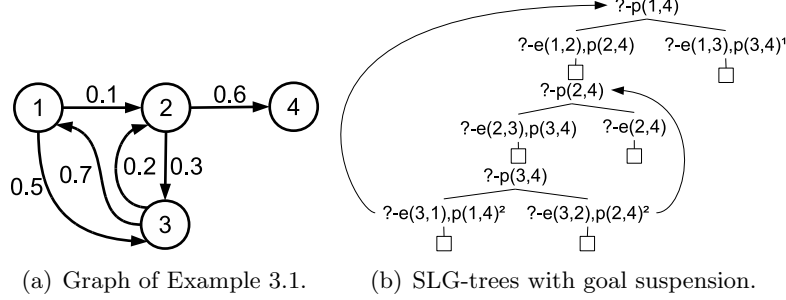 ?-p(1,4)
?-e(1,2),p(2,4)
?-e(1,3),p(3,4)¹
1
0.1
2
0.6
4
?-p(2,4)
0.5
0.7
0.2
0.3
?-e(2,3),p(3,4)
?-e(2,4)
3
?-p(3,4)
?-e(3,1),p(1,4)²
?-e(3,2),p(2,4)²
(a) Graph of Example 3.1.
(b) SLG-trees with goal suspension.